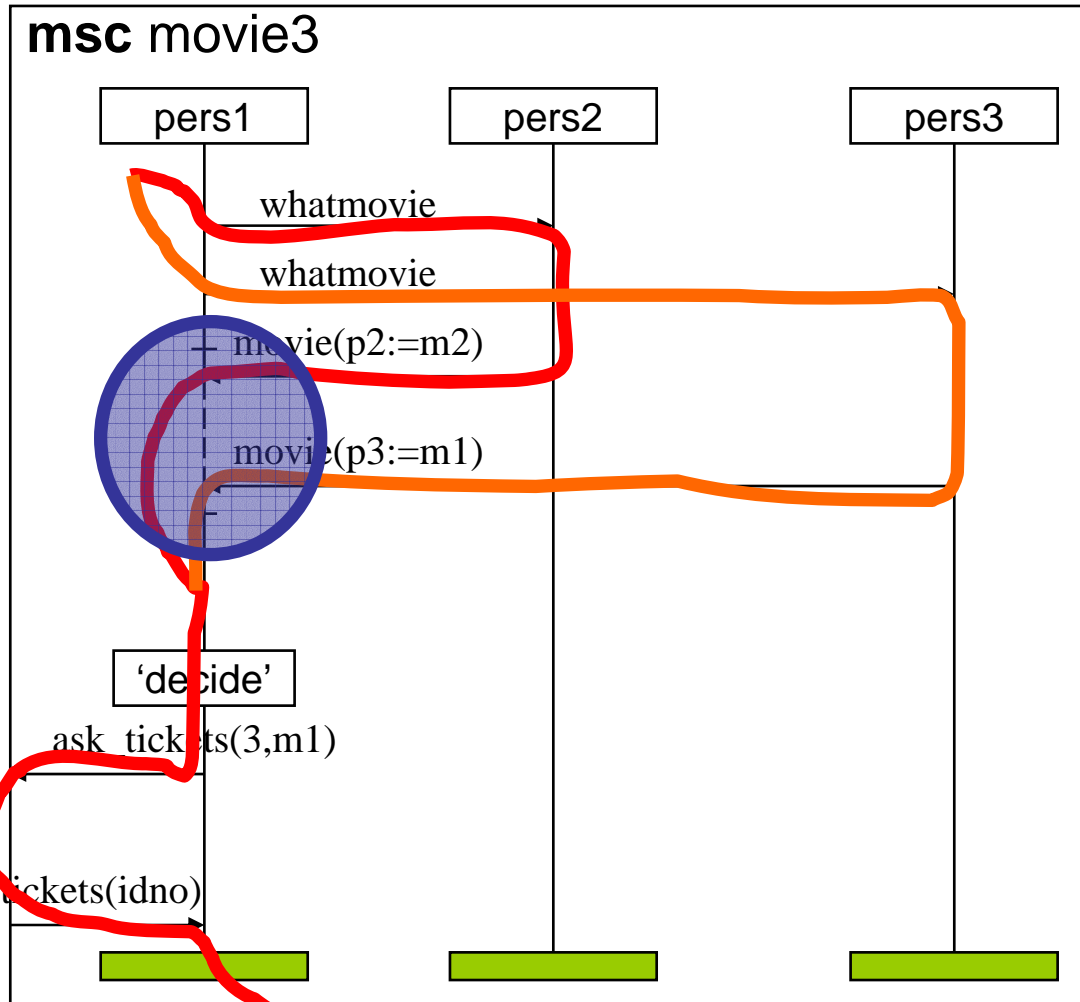 msc movie3
pers1 pers2 pers3
whatmovie
whatmovie
movie(p2:=m2)
movie(p3:=m1)
‘decide’
ask_tickets(3,m1)
tickets(idno)